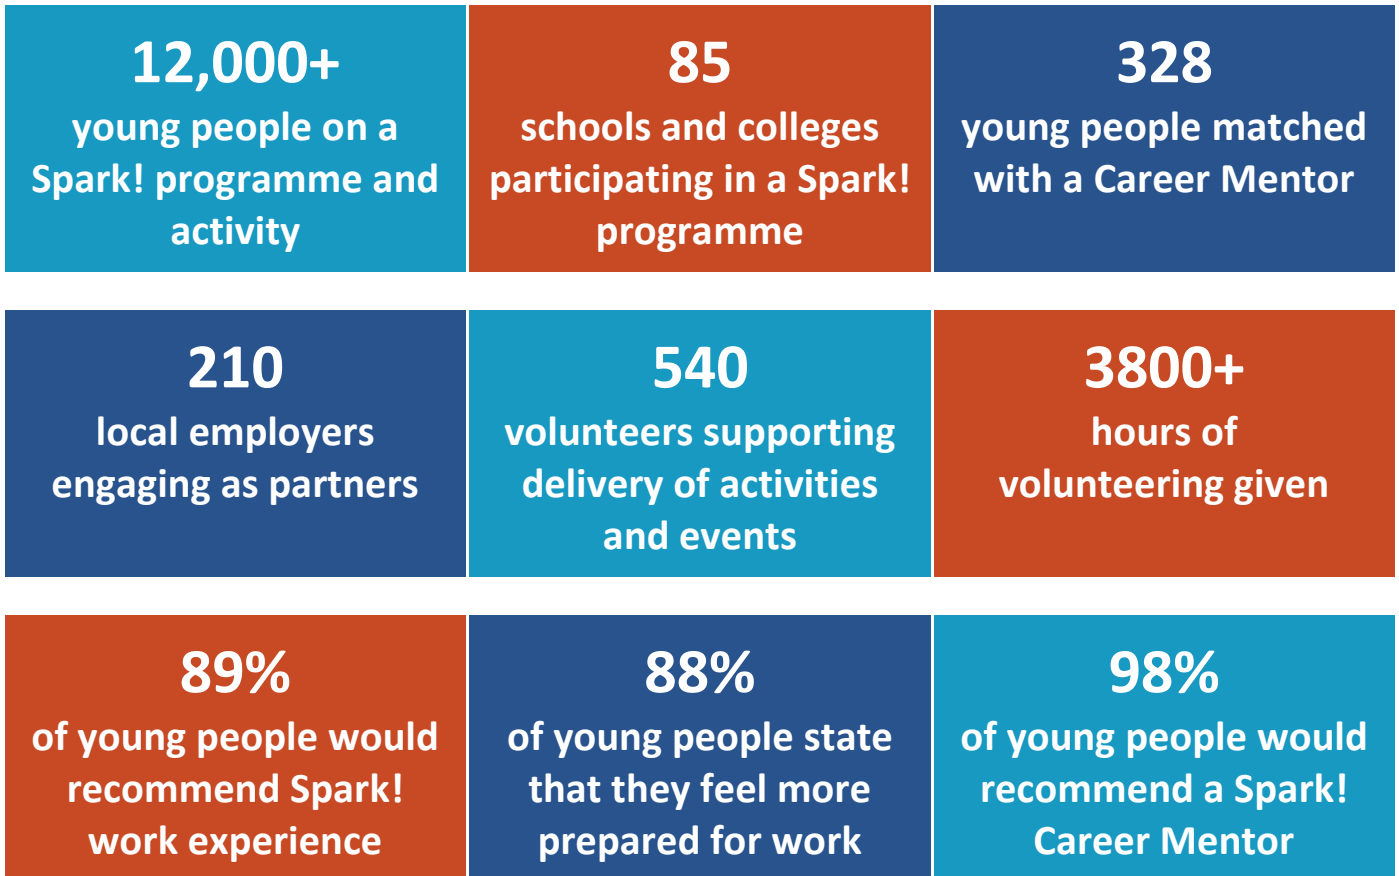 12,000+
young people on a
Spark! programme and
activity
85
schools and colleges
participating in a Spark!
programme
328
young people matched
with a Career Mentor
210
local employers
engaging as partners
540
volunteers supporting
delivery of activities
and events
3800+
hours of
volunteering given
89%
of young people would
recommend Spark!
work experience
88%
of young people state
that they feel more
prepared for work
98%
of young people would
recommend a Spark!
Career Mentor